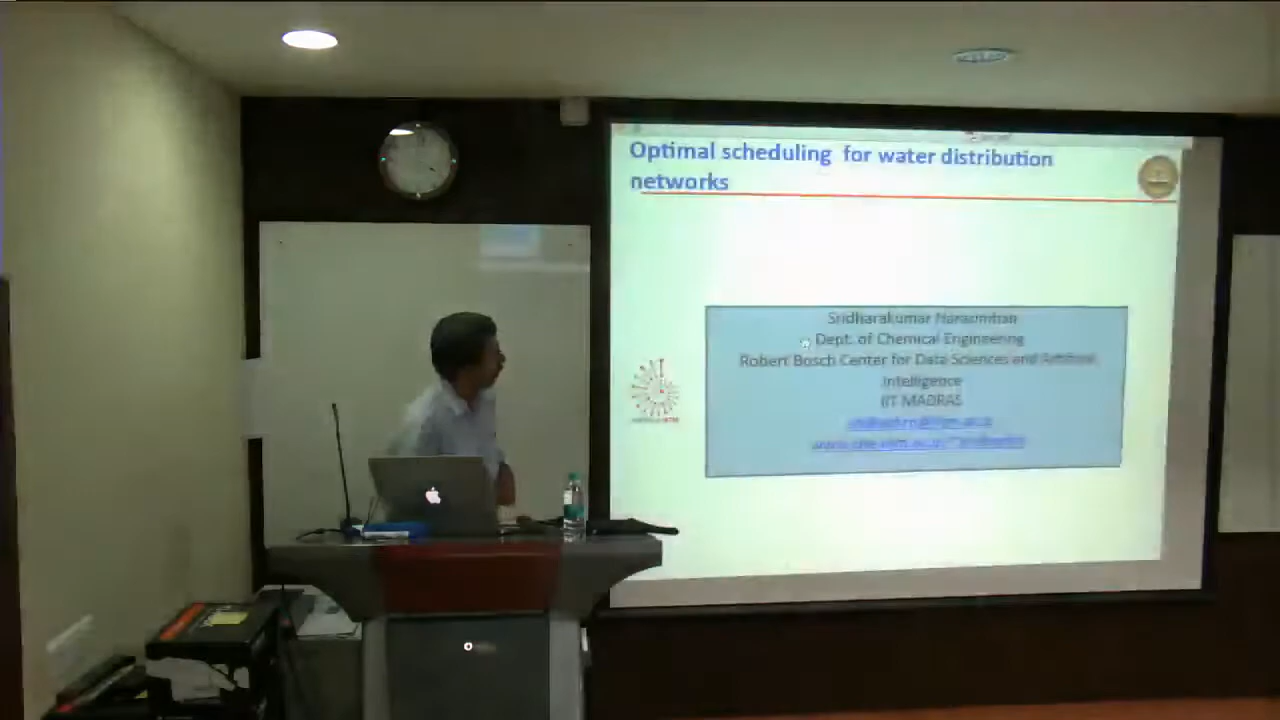 Optimal scheduling for water distribution
networks
Sridharakumar Narasimhan
Dept. of Chemical Engineering
Robert Bosch Center for Data Sciences and Artificial
Intelligence
IIT MADRAS